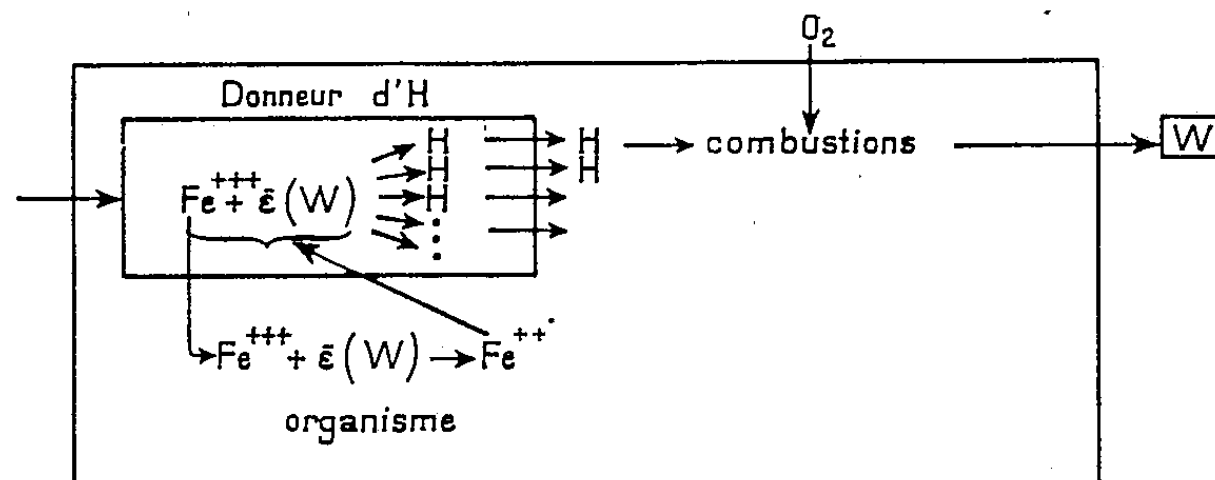 O₂
Donneur d'H
H H
H H combustions W
Fe⁺⁺⁺ + ε̄ (W) H
Fe⁺⁺⁺ + ε̄ (W) Fe⁺⁺
organisme